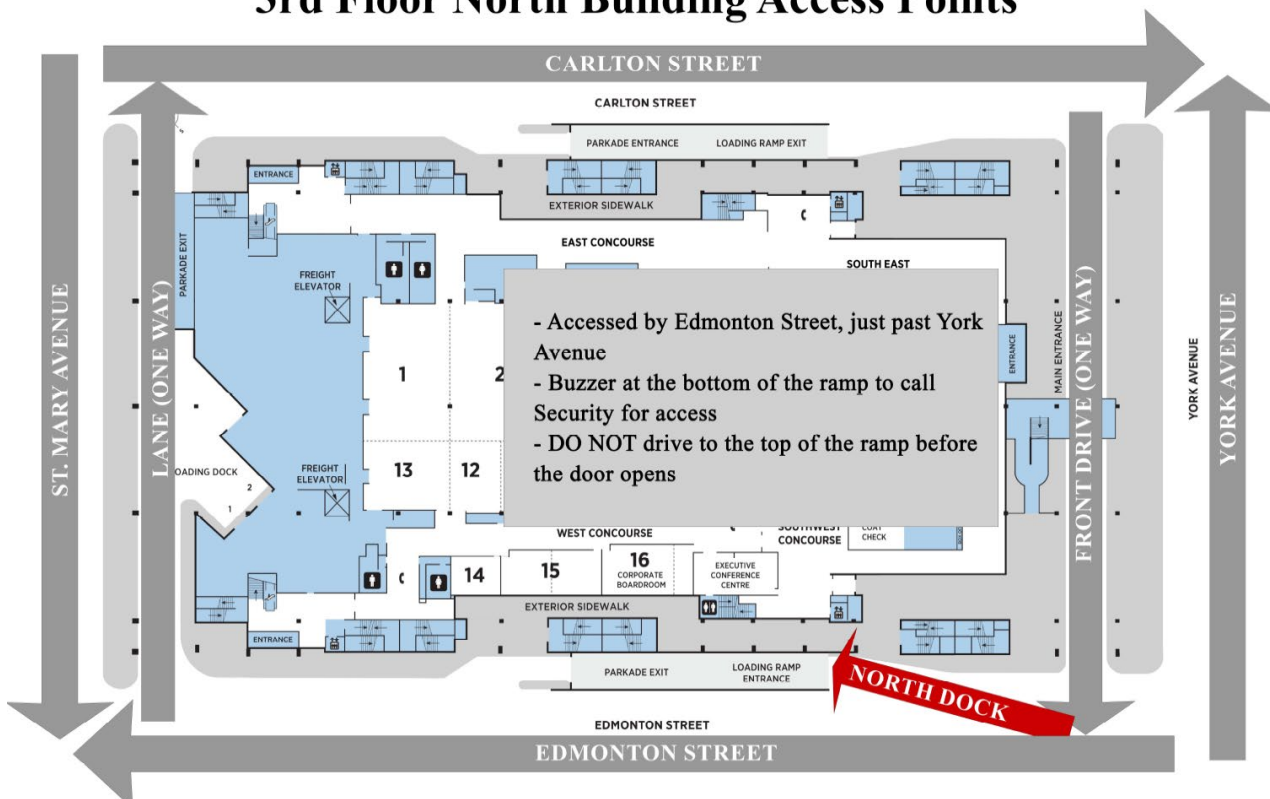 3rd Floor North Building Access Points
CARLTON STREET
CARLTON STREET
PARKADE ENTRANCE
LOADING RAMP EXIT
ENTRANCE
EXTERIOR SIDEWALK
EAST CONCOURSE
SOUTH EAST
PARKADE EXIT
FREIGHT
ELEVATOR
ST. MARY AVENUE
LANE (ONE WAY)
1
2
- Accessed by Edmonton Street, just past York
Avenue
- Buzzer at the bottom of the ramp to call
Security for access
- DO NOT drive to the top of the ramp before
the door opens
ENTRANCE
MAIN ENTRANCE
FRONT DRIVE (ONE WAY)
YORK AVENUE
YORK AVENUE
OADING DOCK
2
1
FREIGHT
ELEVATOR
13
12
WEST CONCOURSE
SOUTHWEST
CONCOURSE
COAT
CHECK
14
15
16
CORPORATE
BOARDROOM
EXECUTIVE
CONFERENCE
CENTRE
EXTERIOR SIDEWALK
ENTRANCE
PARKADE EXIT
LOADING RAMP
ENTRANCE
NORTH DOCK
EDMONTON STREET
EDMONTON STREET